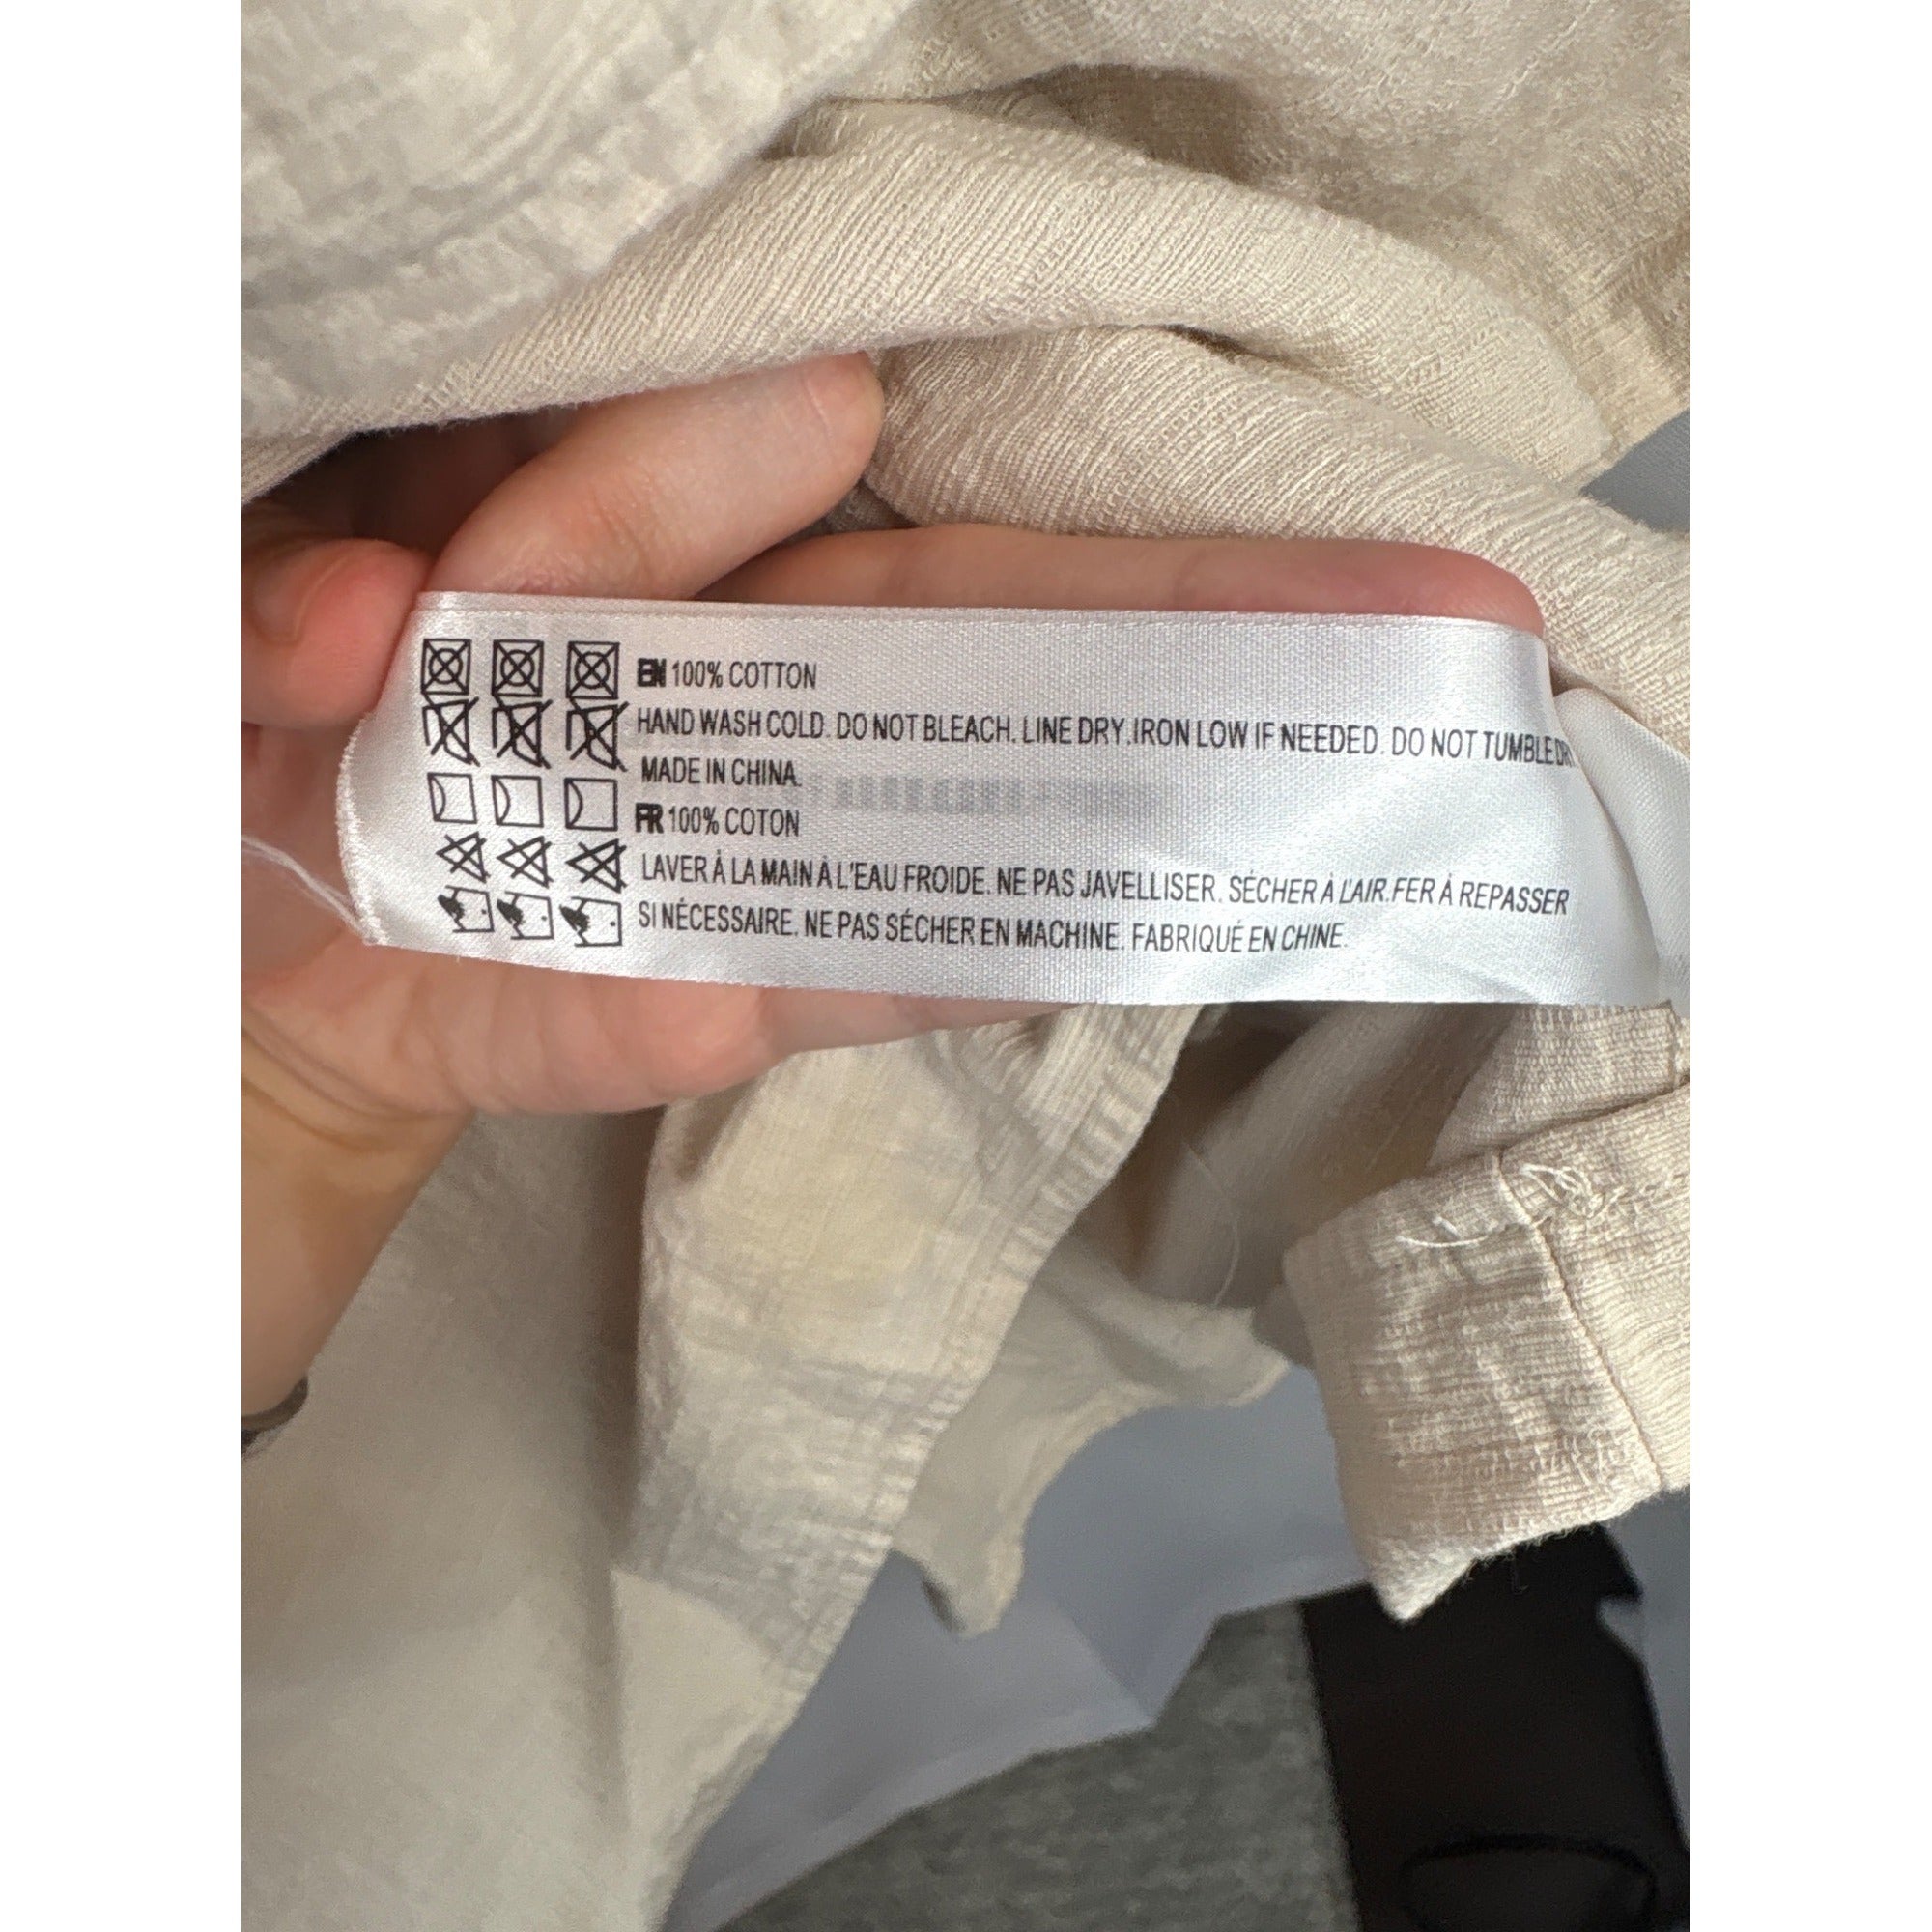 EN 100% COTTON
HAND WASH COLD. DO NOT BLEACH. LINE DRY.IRON LOW IF NEEDED. DO NOT TUMBLE
MADE IN CHINA.
FR 100% COTON
LAVER À LA MAIN À L'EAU FROIDE. NE PAS JAVELLISER. SÉCHER À L'AIR.FER À REPASSER
SI NÉCESSAIRE. NE PAS SÉCHER EN MACHINE. FABRIQUÉ EN CHINE.